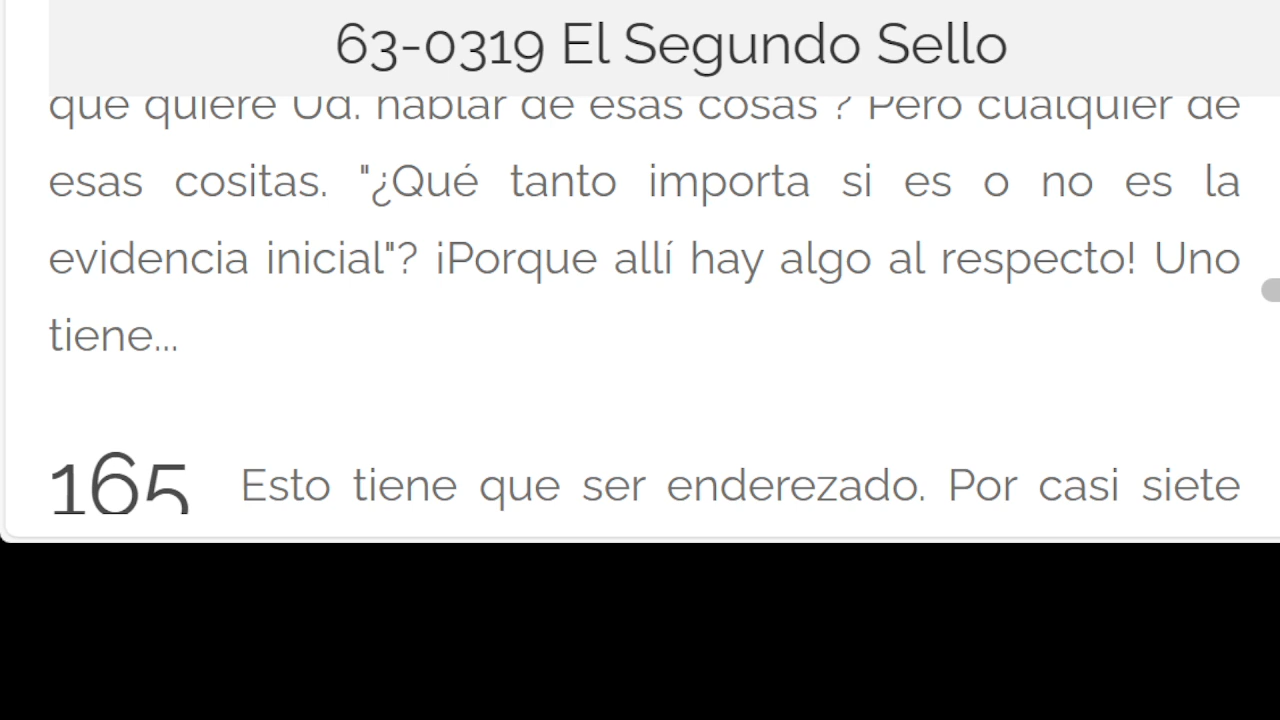 63-0319 El Segundo Sello
que quiere Ud. hablar de esas cosas"? Pero cualquier de
esas cositas. "¿Qué tanto importa si es o no es la
evidencia inicial"? ¡Porque allí hay algo al respecto! Uno
tiene...
165 Esto tiene que ser enderezado. Por casi siete